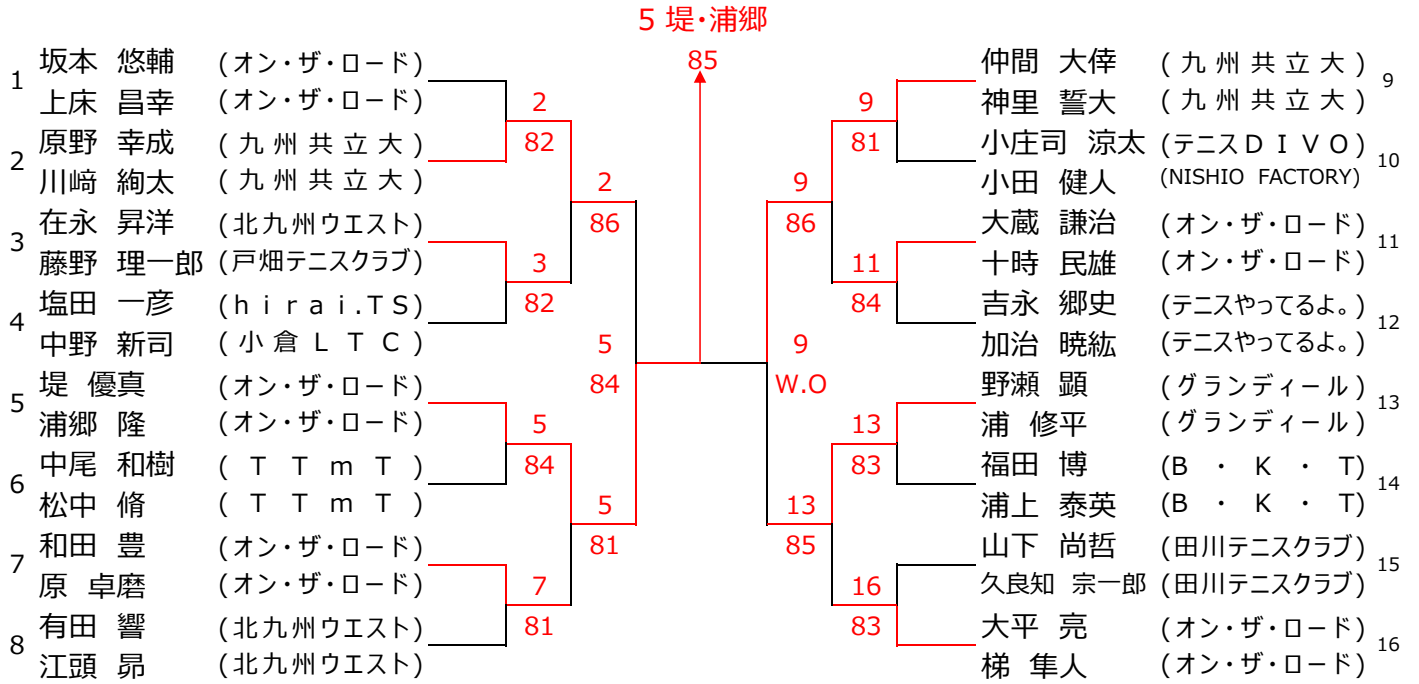 5 堤・浦郷
85
1
坂本 悠輔 (オン・ザ・ロード)
上床 昌幸 (オン・ザ・ロード)
2
82
2
原野 幸成 (九州共立大)
川﨑 絢太 (九州共立大)
2
86
3
在永 昇洋 (北九州ウエスト)
藤野 理一郎 (戸畑テニスクラブ)
3
82
4
塩田 一彦 (hirai.TS)
中野 新司 (小倉LTC)
5
84
5
堤 優真 (オン・ザ・ロード)
浦郷 隆 (オン・ザ・ロード)
5
84
6
中尾 和樹 (TTmT)
松中 脩 (TTmT)
5
81
7
和田 豊 (オン・ザ・ロード)
原 卓磨 (オン・ザ・ロード)
7
81
8
有田 響 (北九州ウエスト)
江頭 昴 (北九州ウエスト)
仲間 大倖 (九州共立大)
神里 誓大 (九州共立大)
9
9
81
小庄司 涼太 (テニスDIVO)
小田 健人 (NISHIO FACTORY)
10
9
86
大蔵 謙治 (オン・ザ・ロード)
十時 民雄 (オン・ザ・ロード)
11
11
84
吉永 郷史 (テニスやってるよ。)
加治 暁紘 (テニスやってるよ。)
12
9
W.O
野瀬 顕 (グランディール)
浦 修平 (グランディール)
13
13
83
福田 博 (B・K・T)
浦上 泰英 (B・K・T)
14
13
85
山下 尚哲 (田川テニスクラブ)
久良知 宗一郎 (田川テニスクラブ)
15
16
83
大平 亮 (オン・ザ・ロード)
梯 隼人 (オン・ザ・ロード)
16